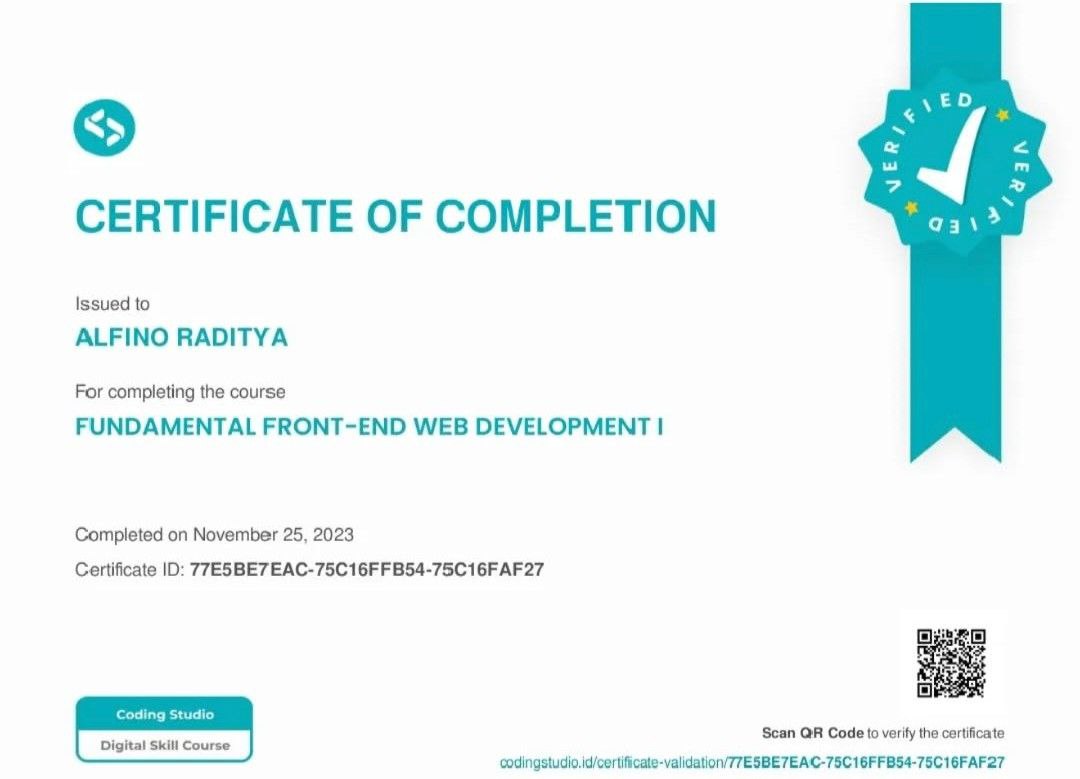 VERIFIED VERIFIED VERIFIED
CERTIFICATE OF COMPLETION
Issued to
ALFINO RADITYA
For completing the course
FUNDAMENTAL FRONT-END WEB DEVELOPMENT I
Completed on November 25, 2023
Certificate ID: 77E5BE7EAC-75C16FFB54-75C16FAF27
Coding Studio
Digital Skill Course
Scan QR Code to verify the certificate
codingstudio.id/certificate-validation/77E5BE7EAC-75C16FFB54-75C16FAF27